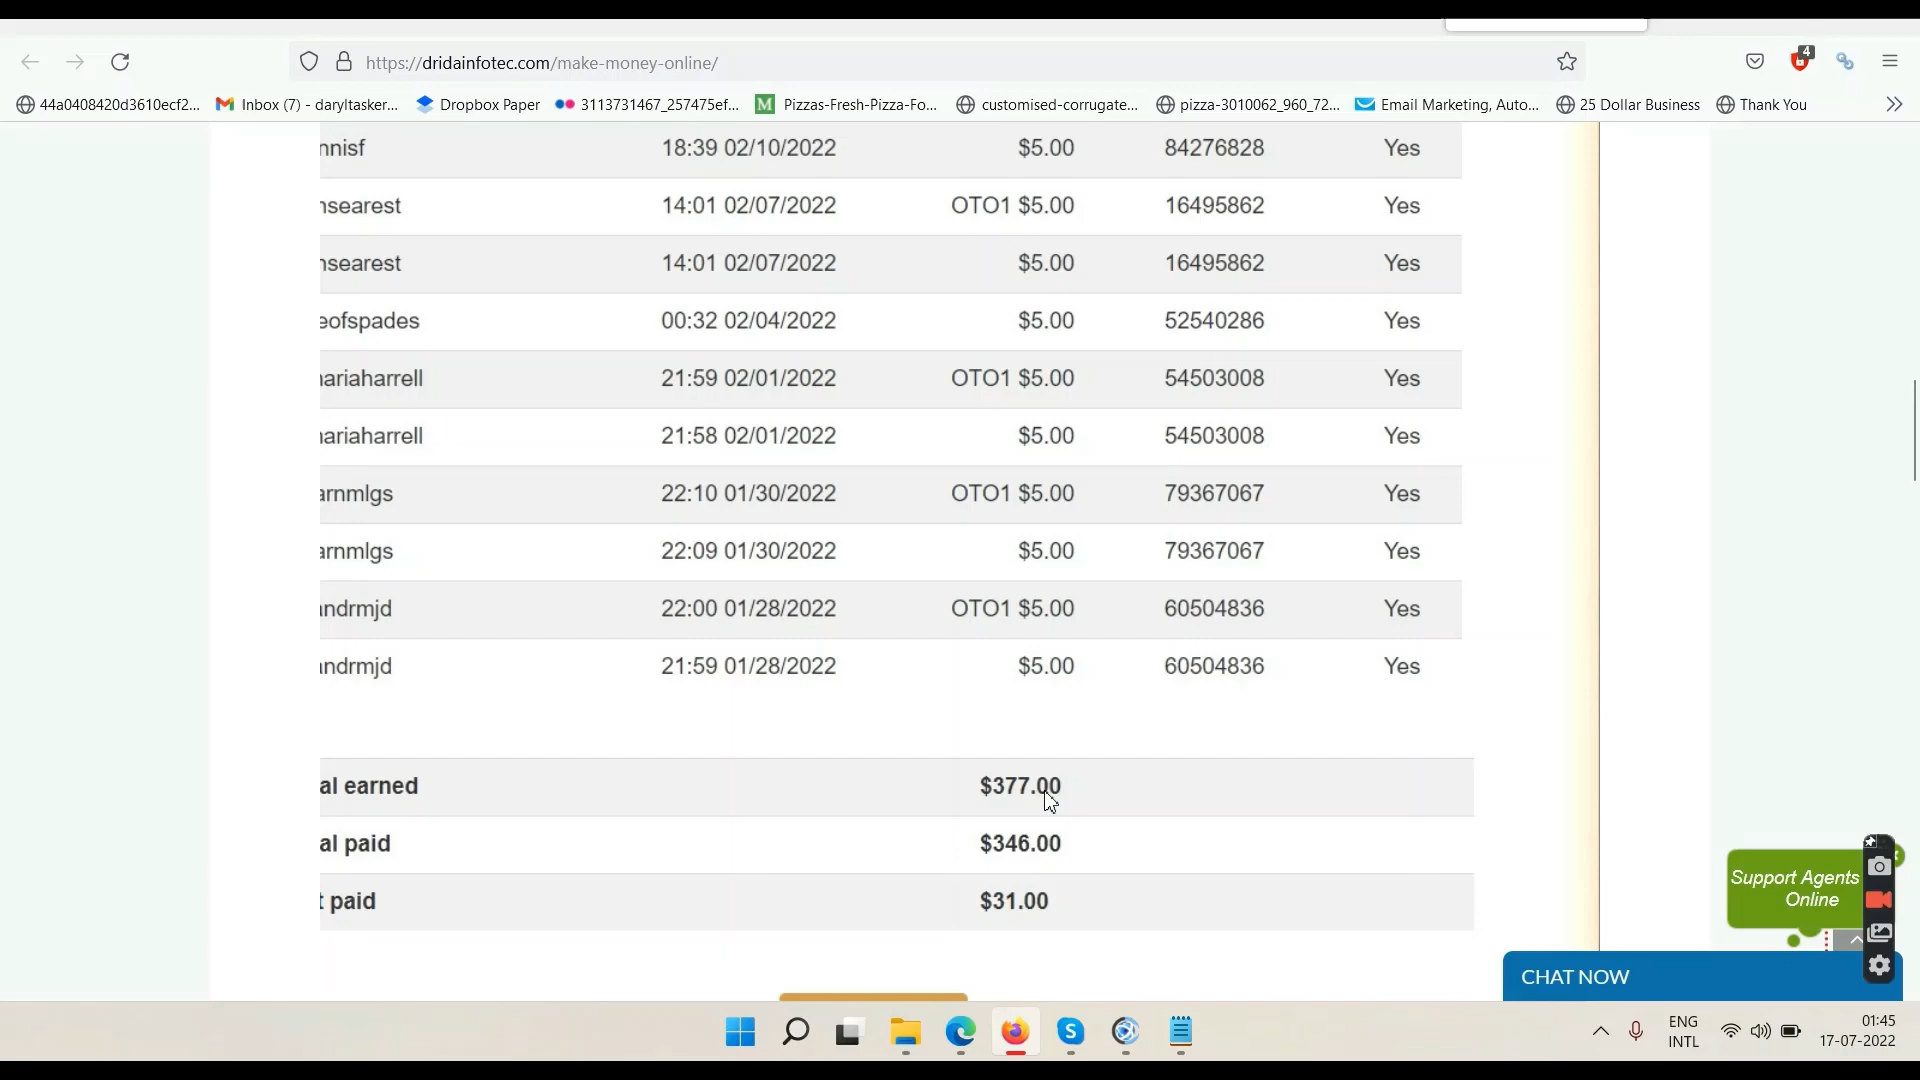 https://dridainfotec.com/make-money-online/
4
44a0408420d3610ecf2...
Inbox (7) - daryltasker...
Dropbox Paper
3113731467_257475ef...
M
Pizzas-Fresh-Pizza-Fo...
customised-corrugate...
pizza-3010062_960_72...
Email Marketing, Auto...
25 Dollar Business
Thank You
nnisf 18:39 02/10/2022 $5.00 84276828 Yes
nsearest 14:01 02/07/2022 OTO1 $5.00 16495862 Yes
nsearest 14:01 02/07/2022 $5.00 16495862 Yes
eofspades 00:32 02/04/2022 $5.00 52540286 Yes
nariaharrell 21:59 02/01/2022 OTO1 $5.00 54503008 Yes
nariaharrell 21:58 02/01/2022 $5.00 54503008 Yes
arnmlgs 22:10 01/30/2022 OTO1 $5.00 79367067 Yes
arnmlgs 22:09 01/30/2022 $5.00 79367067 Yes
andrmjd 22:00 01/28/2022 OTO1 $5.00 60504836 Yes
andrmjd 21:59 01/28/2022 $5.00 60504836 Yes
al earned $377.00
al paid $346.00
t paid $31.00
Support Agents
Online
CHAT NOW
S
ENG
INTL
01:45
17-07-2022